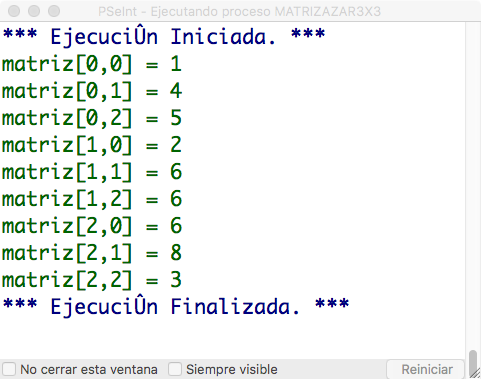 PSeInt - Ejecutando proceso MATRIZAZAR3X3
*** EjecuciÛn Iniciada. ***
matriz[0,0] = 1
matriz[0,1] = 4
matriz[0,2] = 5
matriz[1,0] = 2
matriz[1,1] = 6
matriz[1,2] = 6
matriz[2,0] = 6
matriz[2,1] = 8
matriz[2,2] = 3
*** EjecuciÛn Finalizada. ***
No cerrar esta ventana Siempre visible Reiniciar